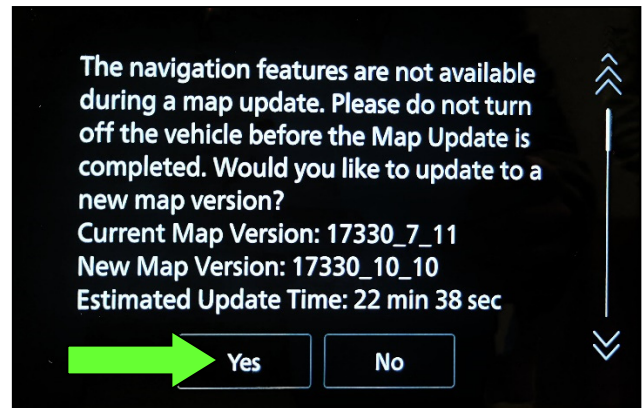 The navigation features are not available
during a map update. Please do not turn
off the vehicle before the Map Update is
completed. Would you like to update to a
new map version?
Current Map Version: 17330_7_11
New Map Version: 17330_10_10
Estimated Update Time: 22 min 38 sec
Yes No